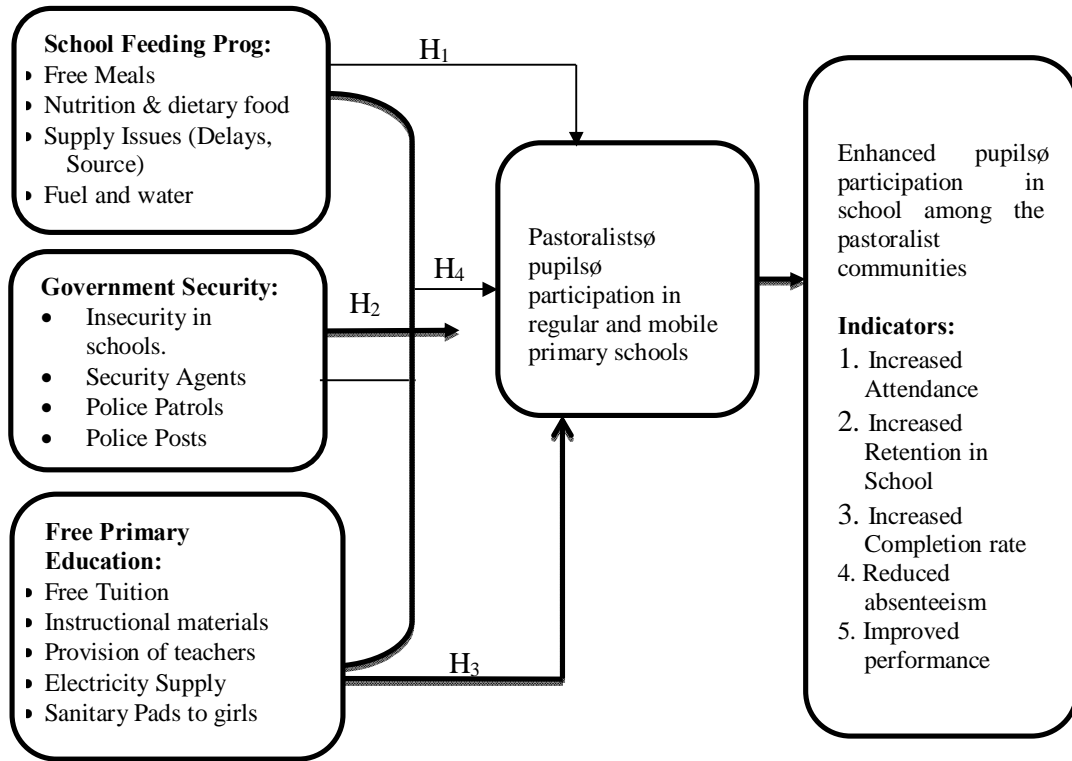 School Feeding Prog:
Free Meals
Nutrition & dietary food
Supply Issues (Delays,
Source)
Fuel and water
H1
Government Security:
• Insecurity in
schools.
• Security Agents
• Police Patrols
• Police Posts
H2
H4
Free Primary
Education:
Free Tuition
Instructional materials
Provision of teachers
Electricity Supply
Sanitary Pads to girls
H3
Pastoralistsø
pupilsø
participation in
regular and mobile
primary schools
Enhanced pupilsø
participation in
school among the
pastoralist
communities
Indicators:
1. Increased
Attendance
2. Increased
Retention in
School
3. Increased
Completion rate
4. Reduced
absenteeism
5. Improved
performance